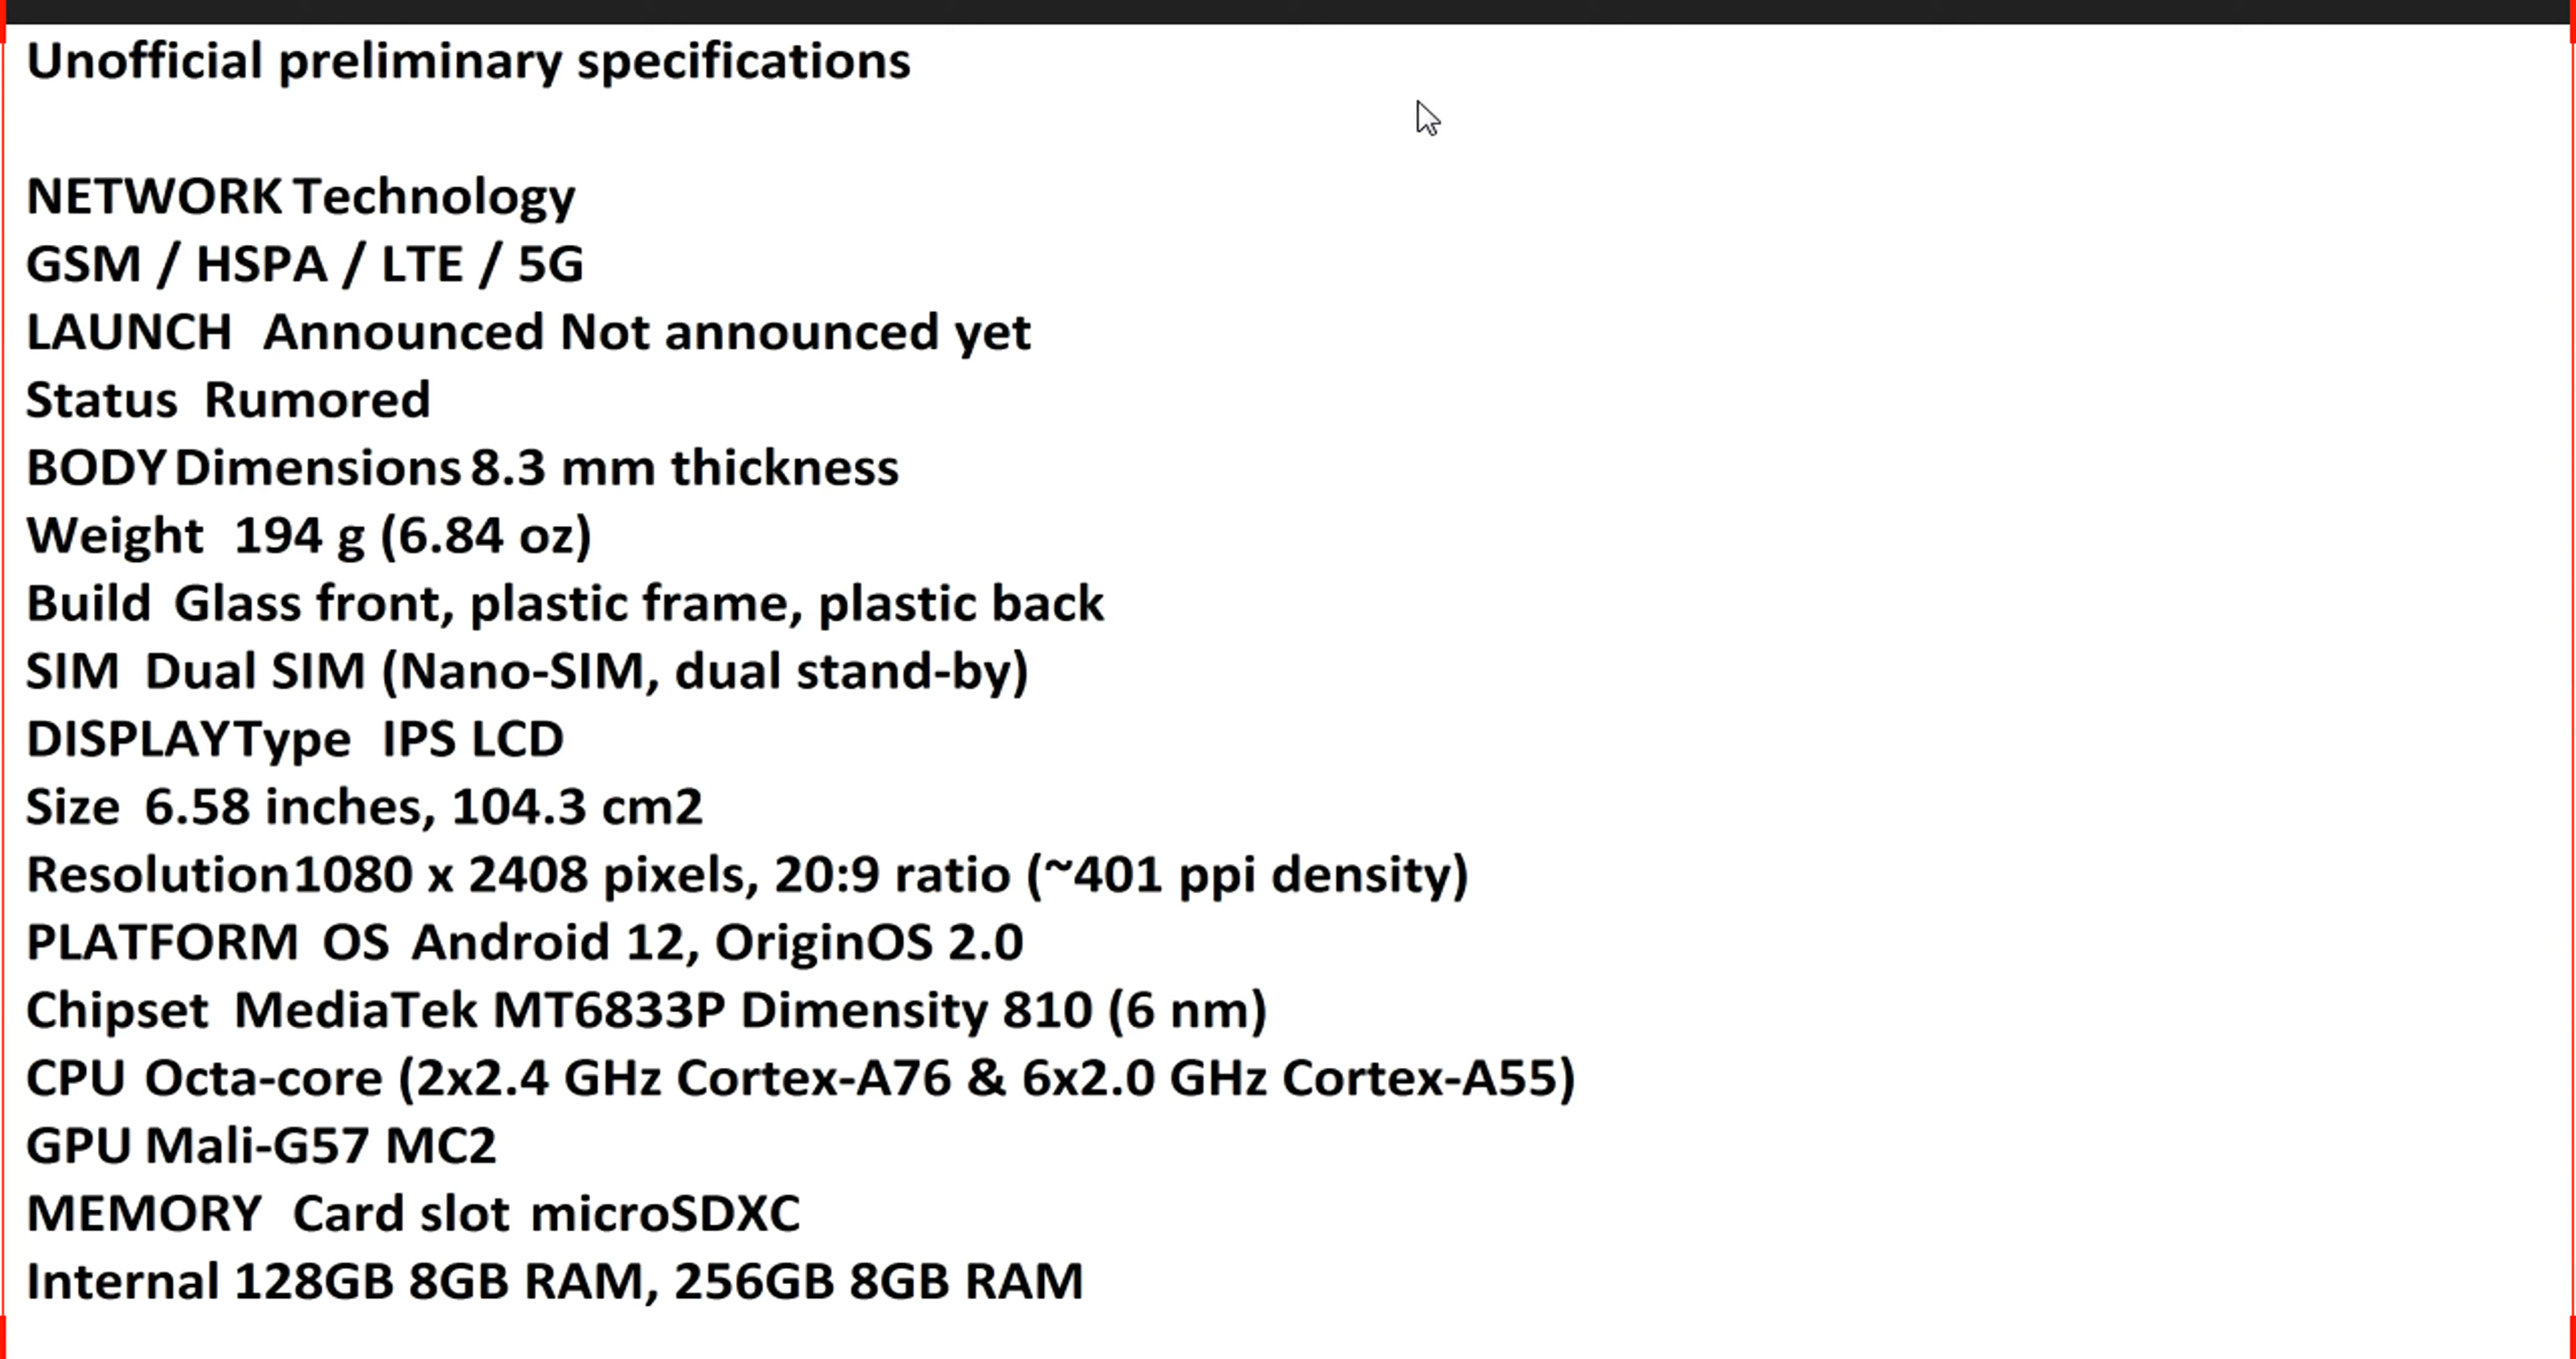 Unofficial preliminary specifications
NETWORK Technology
GSM / HSPA / LTE / 5G
LAUNCH Announced Not announced yet
Status Rumored
BODY Dimensions 8.3 mm thickness
Weight 194 g (6.84 oz)
Build Glass front, plastic frame, plastic back
SIM Dual SIM (Nano-SIM, dual stand-by)
DISPLAY Type IPS LCD
Size 6.58 inches, 104.3 cm2
Resolution 1080 x 2408 pixels, 20:9 ratio (~401 ppi density)
PLATFORM OS Android 12, OriginOS 2.0
Chipset MediaTek MT6833P Dimensity 810 (6 nm)
CPU Octa-core (2x2.4 GHz Cortex-A76 & 6x2.0 GHz Cortex-A55)
GPU Mali-G57 MC2
MEMORY Card slot microSDXC
Internal 128GB 8GB RAM, 256GB 8GB RAM